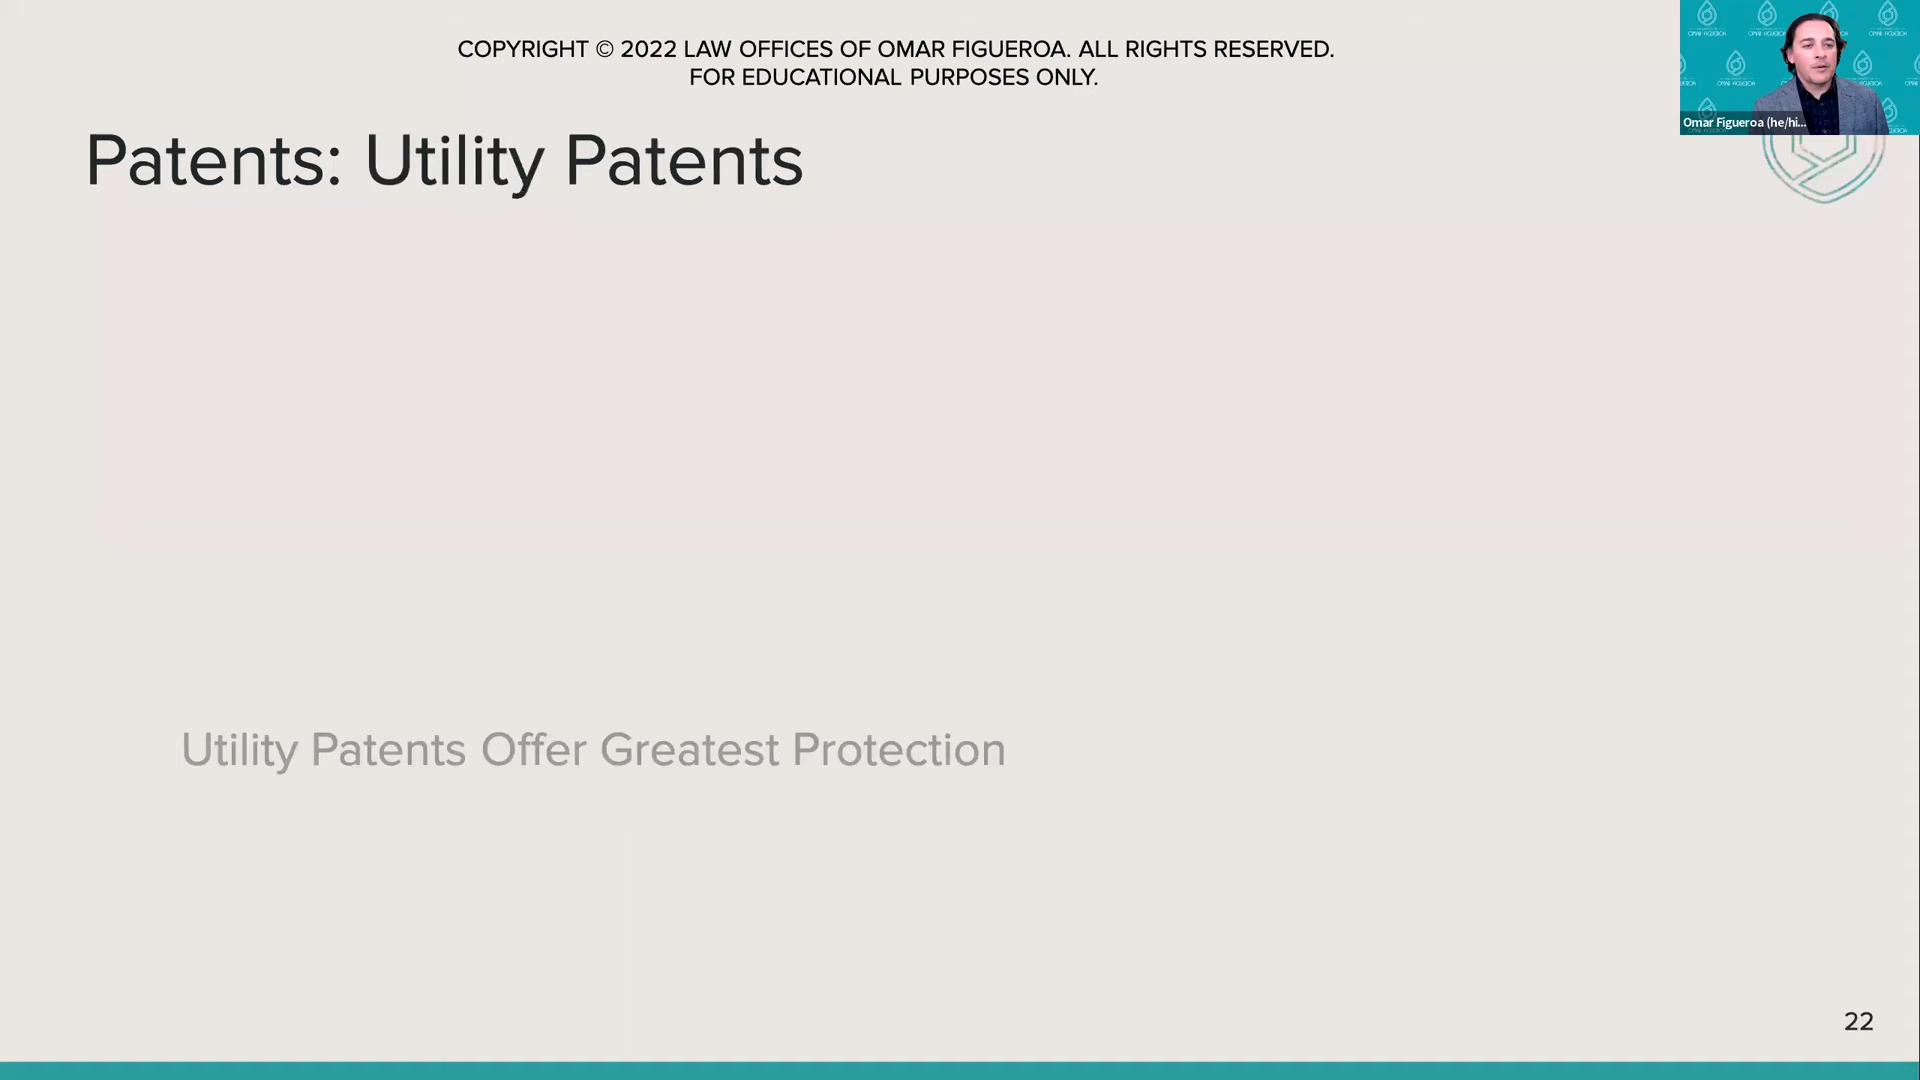 COPYRIGHT © 2022 LAW OFFICES OF OMAR FIGUEROA. ALL RIGHTS RESERVED.
FOR EDUCATIONAL PURPOSES ONLY.
Omar Figueroa (he/hi...
Patents: Utility Patents
Utility Patents Offer Greatest Protection
22